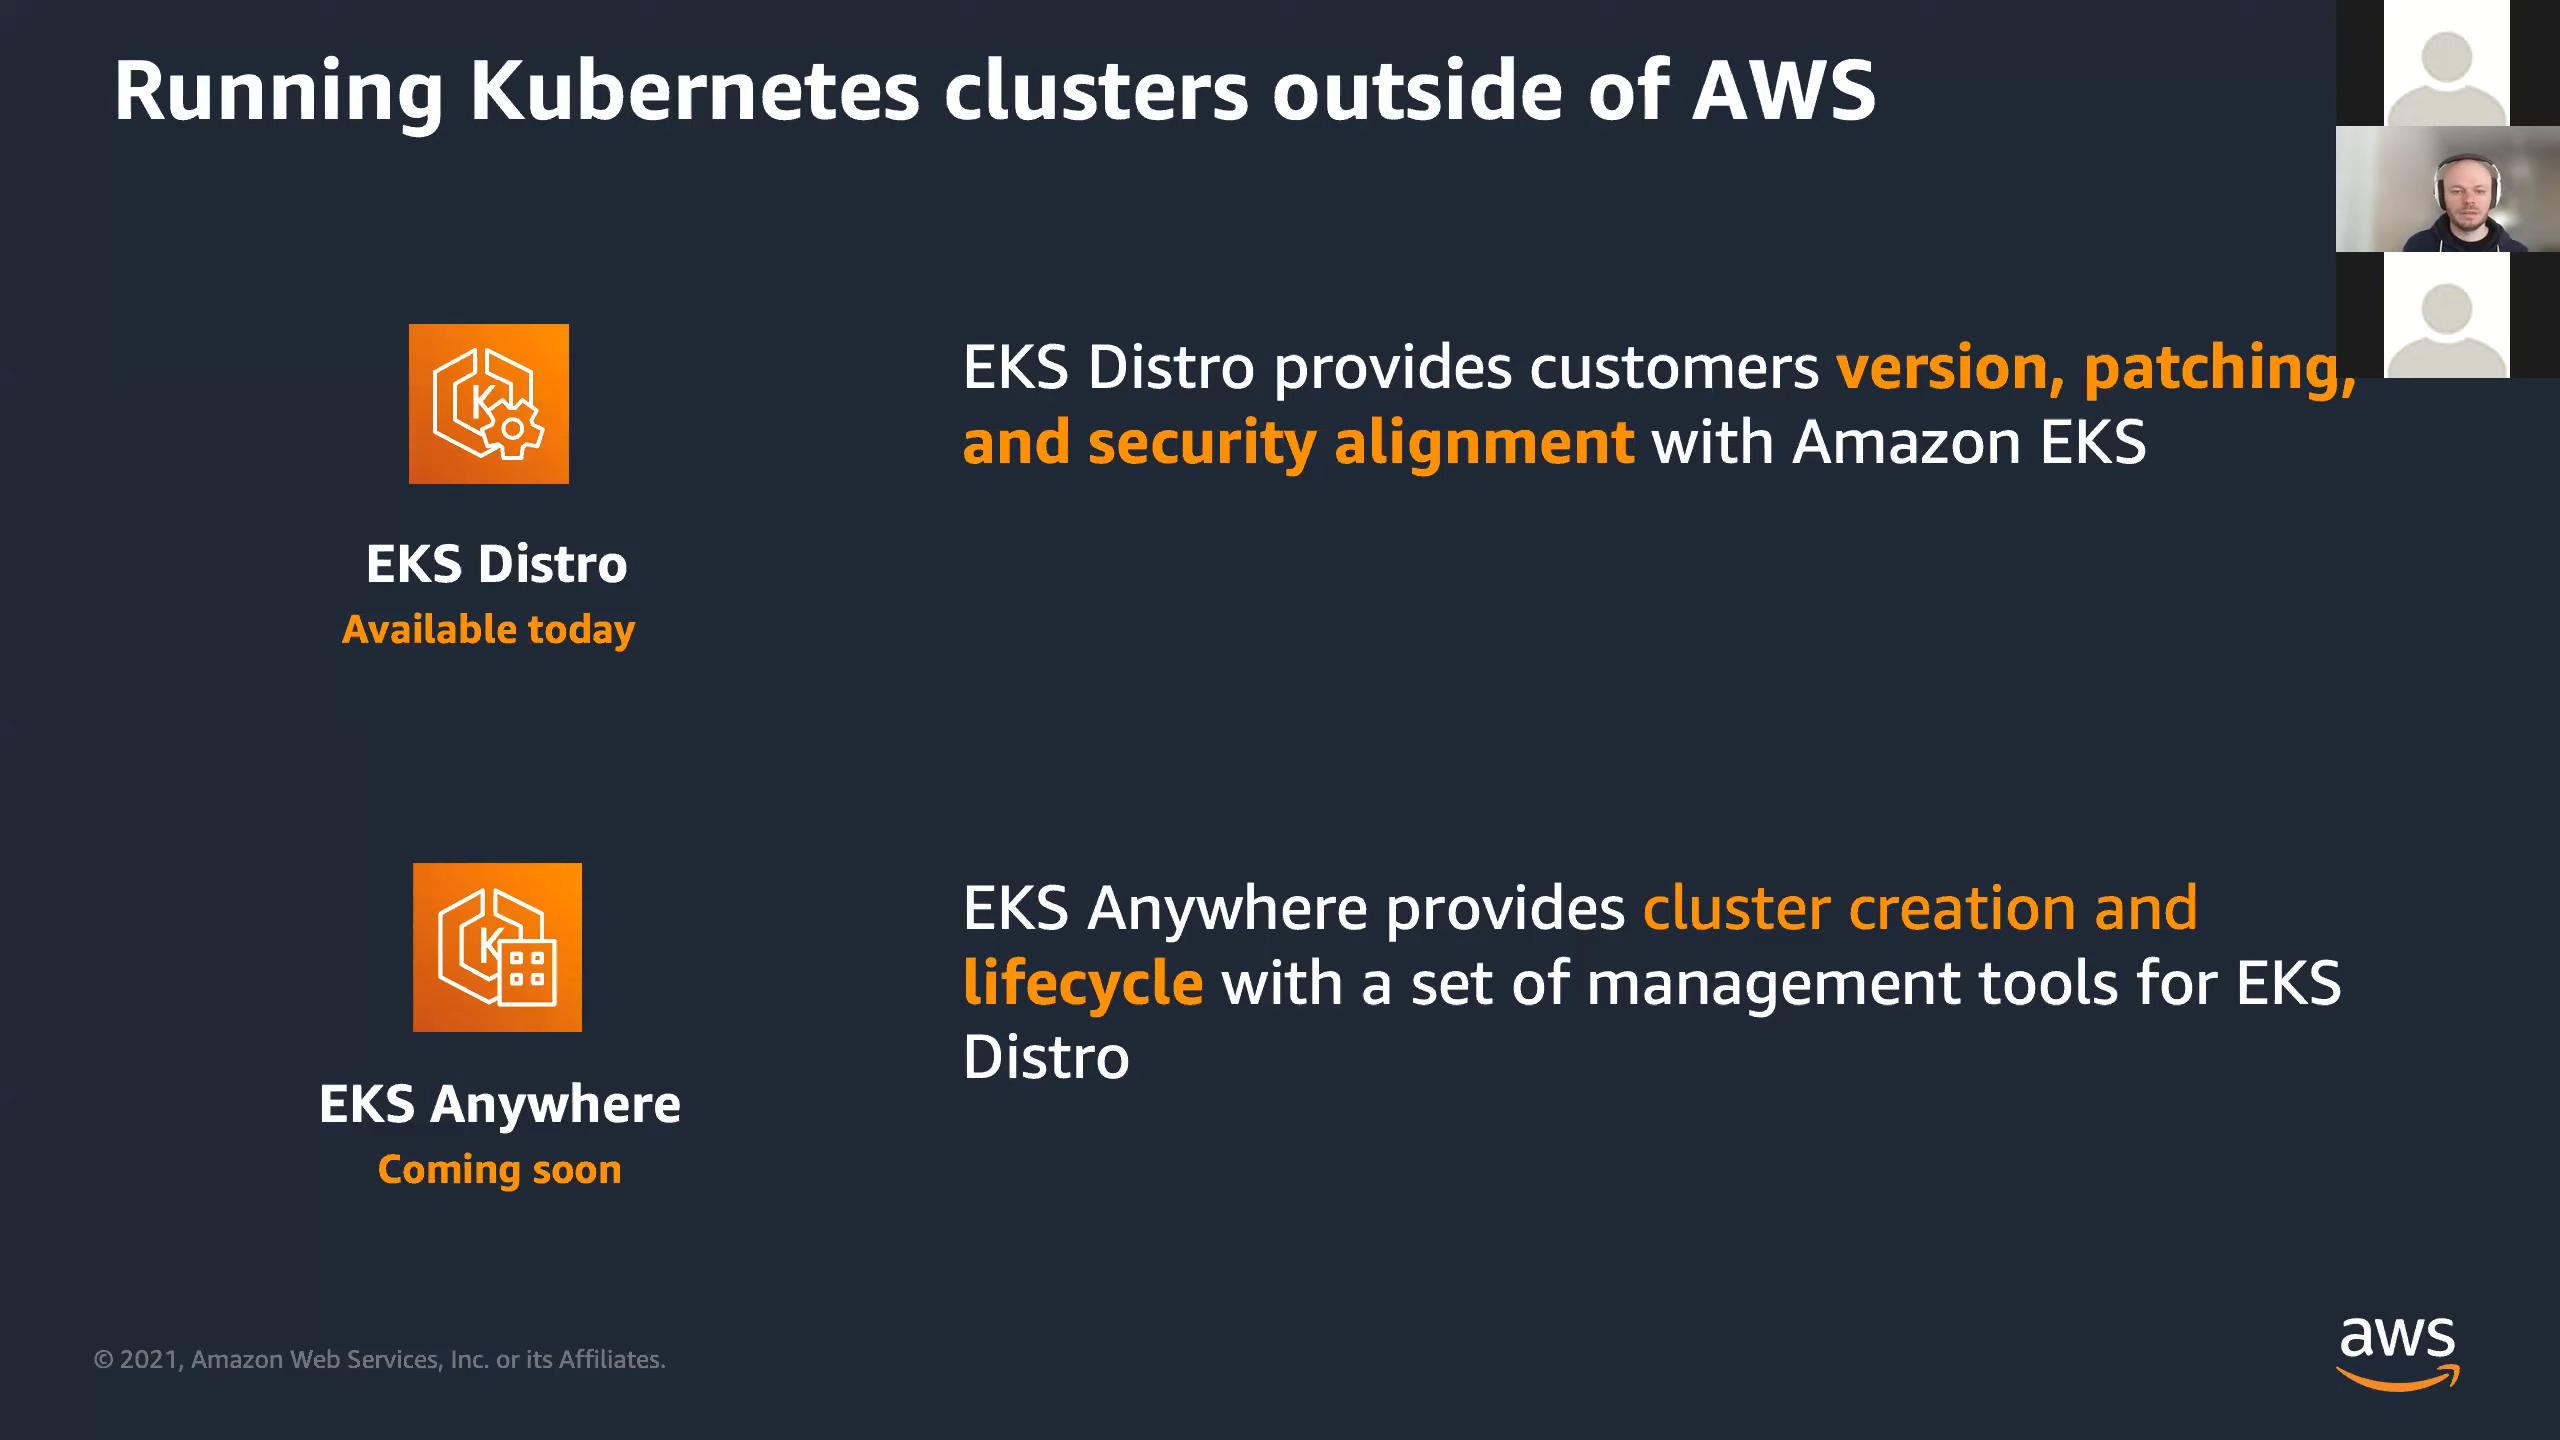 Running Kubernetes clusters outside of AWS
K
EKS Distro
Available today
EKS Distro provides customers version, patching,
and security alignment with Amazon EKS
K
EKS Anywhere
Coming soon
EKS Anywhere provides cluster creation and
lifecycle with a set of management tools for EKS
Distro
© 2021, Amazon Web Services, Inc. or its Affiliates.
aws